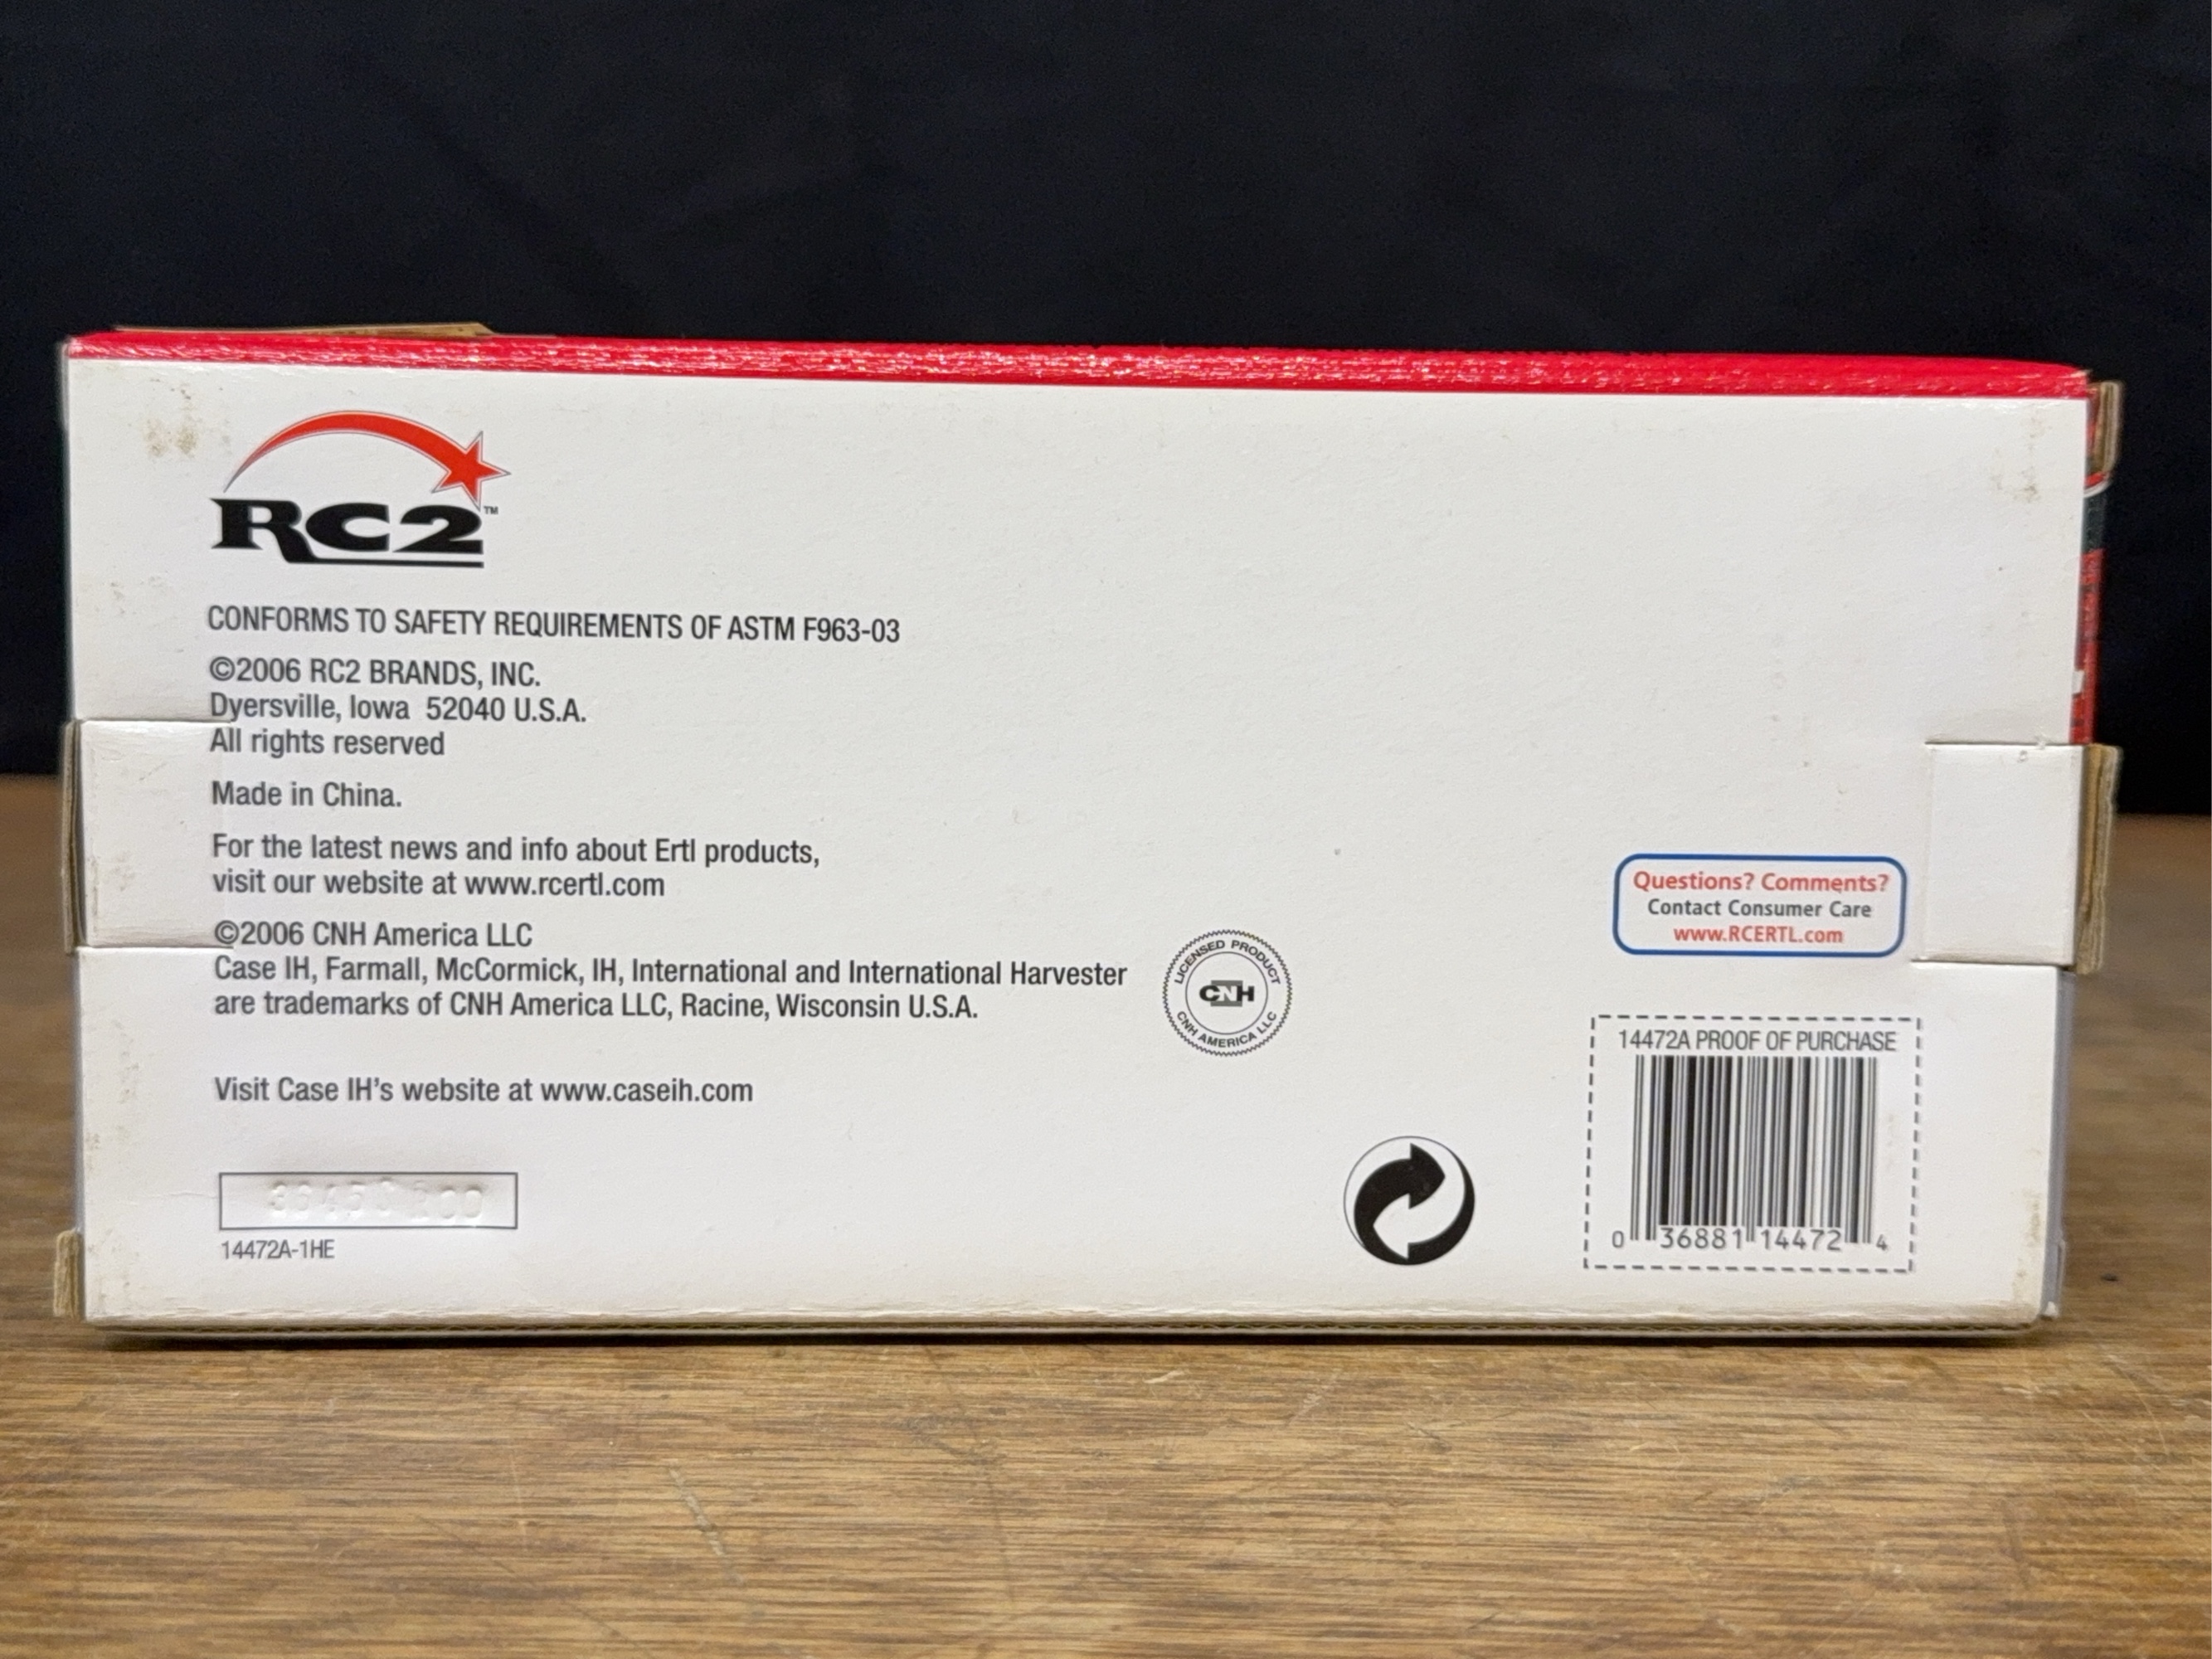 RC2™
CONFORMS TO SAFETY REQUIREMENTS OF ASTM F963-03
©2006 RC2 BRANDS, INC.
Dyersville, Iowa 52040 U.S.A.
All rights reserved
Made in China.
For the latest news and info about Ertl products,
visit our website at www.rcertl.com
©2006 CNH America LLC
Case IH, Farmall, McCormick, IH, International and International Harvester
are trademarks of CNH America LLC, Racine, Wisconsin U.S.A.
LICENSED PRODUCT
CNH
CNH AMERICA LLC
Visit Case IH's website at www.caseih.com
14472A-1HE
Questions? Comments?
Contact Consumer Care
www.RCERTL.com
14472A PROOF OF PURCHASE
0 36881 14472 4